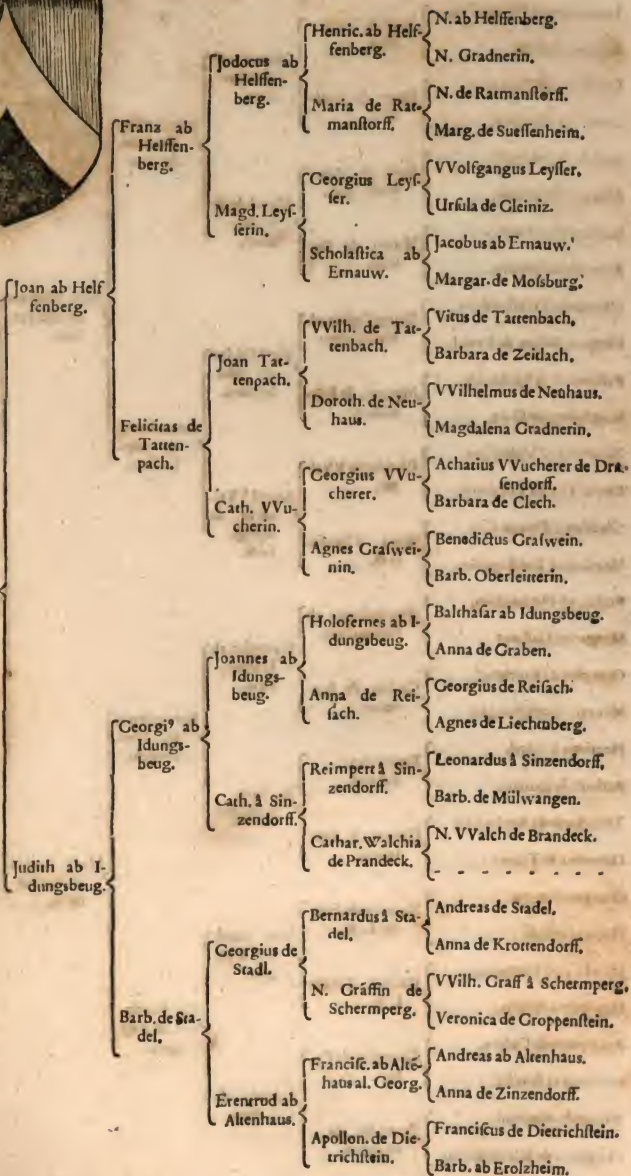 Joan ab Helf
fenberg.
Judith ab I-
dungsbeug.
Franz ab
Helffen-
berg.
Felicitas de
Tatten-
pach.
Georgiꝰ ab
Idungs-
beug.
Barb. de Sta-
del.
Jodocus ab
Helffen-
berg.
Magd. Leyſ-
ſerin.
Joan Tat-
tenpach.
Cath. VVu-
cherin.
Joannes ab
Idungs-
beug.
Cath. â Sin-
zendorff.
Georgius de
Stadl.
Erentrud ab
Altenhaus.
Henric. ab Helf-
fenberg.
Maria de Rat-
manſtorff.
Georgius Leyſ-
ſer.
Scholaſtica ab
Ernauw.
VVilh. de Tat-
tenbach.
Doroth. de Neu-
haus.
Georgius VVu-
cherer.
Agnes Graſwei-
nin.
Holofernes ab I-
dungsbeug.
Anna de Rei-
ſach.
Reimpert â Sin-
zendorff.
Cathar. Walchia
de Prandeck.
Bernardus â Sta-
del.
N. Gräffin de
Schermperg.
Franciſc. ab Altē-
haus al. Georg.
Apollon. de Die-
trichſtein.
N. ab Helffenberg.
N. Gradnerin.
N. de Ratmanſtorff.
Marg. de Sueſſenheim.
VVolfgangus Leyſſer.
Urſula de Gleiniz.
Jacobus ab Ernauw.
Margar. de Moſsburg.
Vitus de Tattenbach.
Barbara de Zeitlach.
VVilhelmus de Neuhaus.
Magdalena Gradnerin.
Achatius VVucherer de Dra-
ſendorff.
Barbara de Clech.
Benedictus Graſwein.
Barb. Oberleitterin.
Balthaſar ab Idungsbeug.
Anna de Graben.
Georgius de Reiſach.
Agnes de Liechtnberg.
Leonardus â Sinzendorff.
Barb. de Mülwangen.
N. VValch de Brandeck.
- - - - - - - -
Andreas de Stadel.
Anna de Krottendorff.
VVilh. Graff â Schermperg.
Veronica de Groppenſtein.
Andreas ab Altenhaus.
Anna de Zinzendorff.
Franciſcus de Dietrichſtein.
Barb. ab Erolzheim.